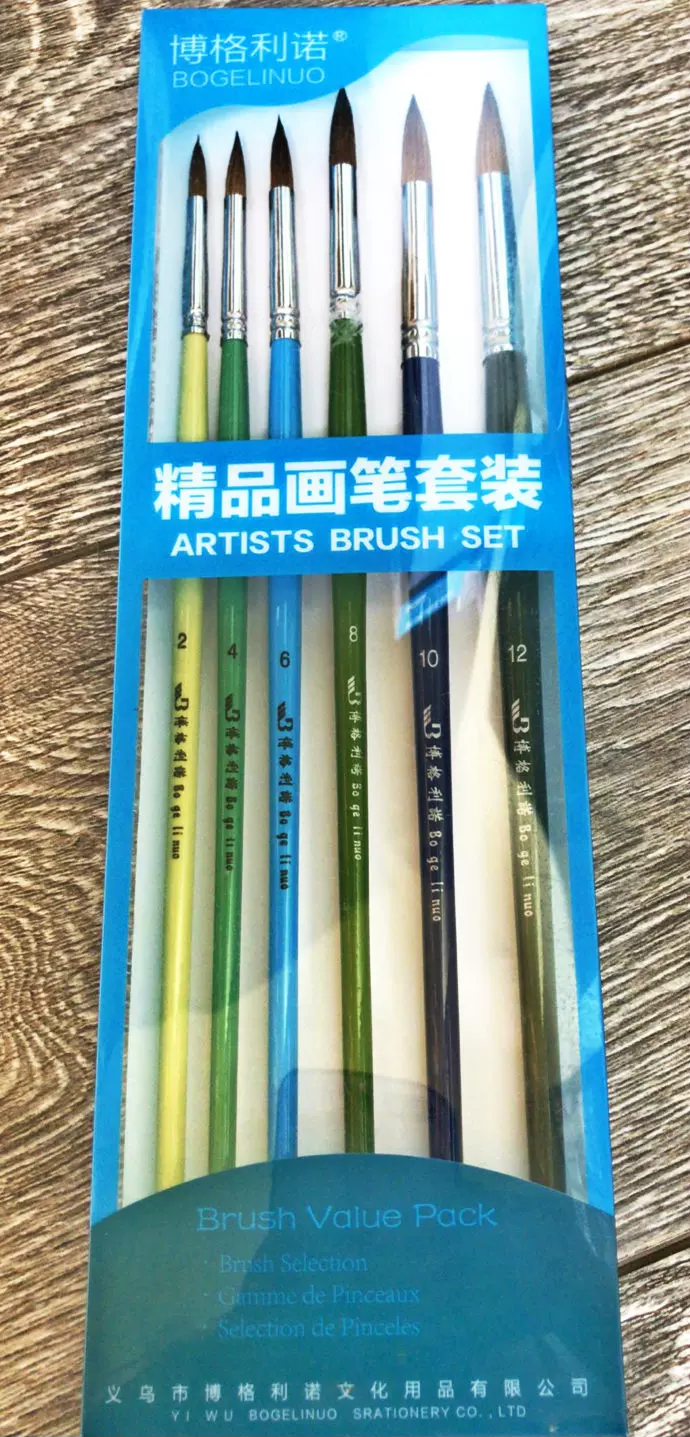 博格利诺®
BOGELINUO
精品画笔套装
ARTISTS BRUSH SET
2
4
6
8
10
12
博格利诺 Bo ge li nuo
博格利诺 Bo ge li nuo
博格利诺 Bo ge li nuo
博格利诺 Bo ge li nuo
博格利诺 Bo ge li nuo
博格利诺 Bo ge li nuo
Brush Value Pack
Brush Selection
Gamme de Pinceaux
Selection de Pinceles
义乌市博格利诺文化用品有限公司
YI WU BOGELINUO SRATIONERY CO.,LTD